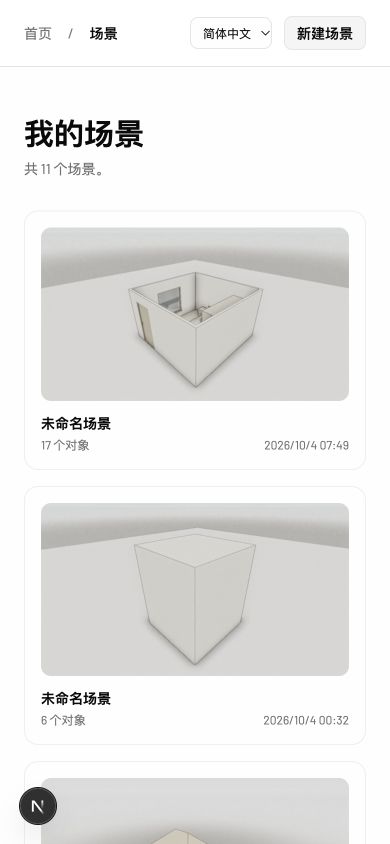 首页 / 场景 简体中文 新建场景
我的场景
共 11 个场景。
未命名场景
17 个对象 2026/10/4 07:49
未命名场景
6 个对象 2026/10/4 00:32
N